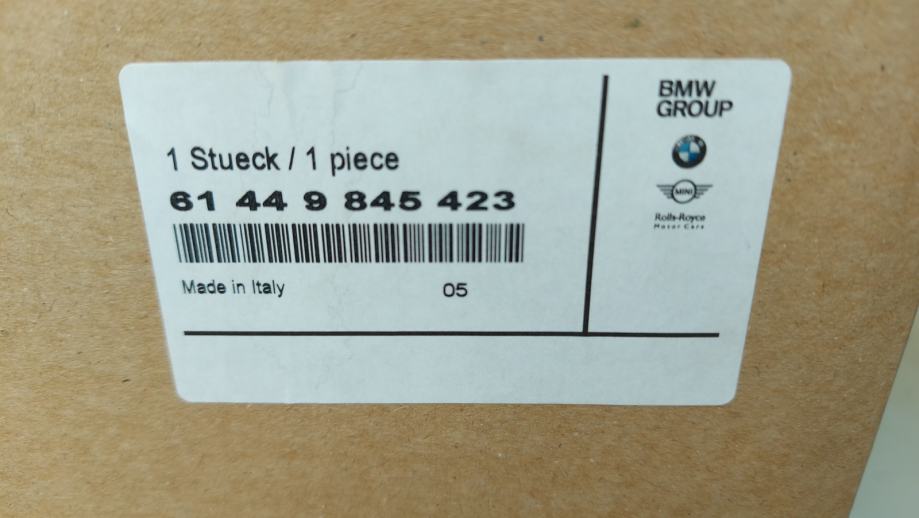 1 Stueck / 1 piece
61 44 9 845 423
Made in Italy 05
BMW
GROUP
MINI
Rolls-Royce
Motor Cars